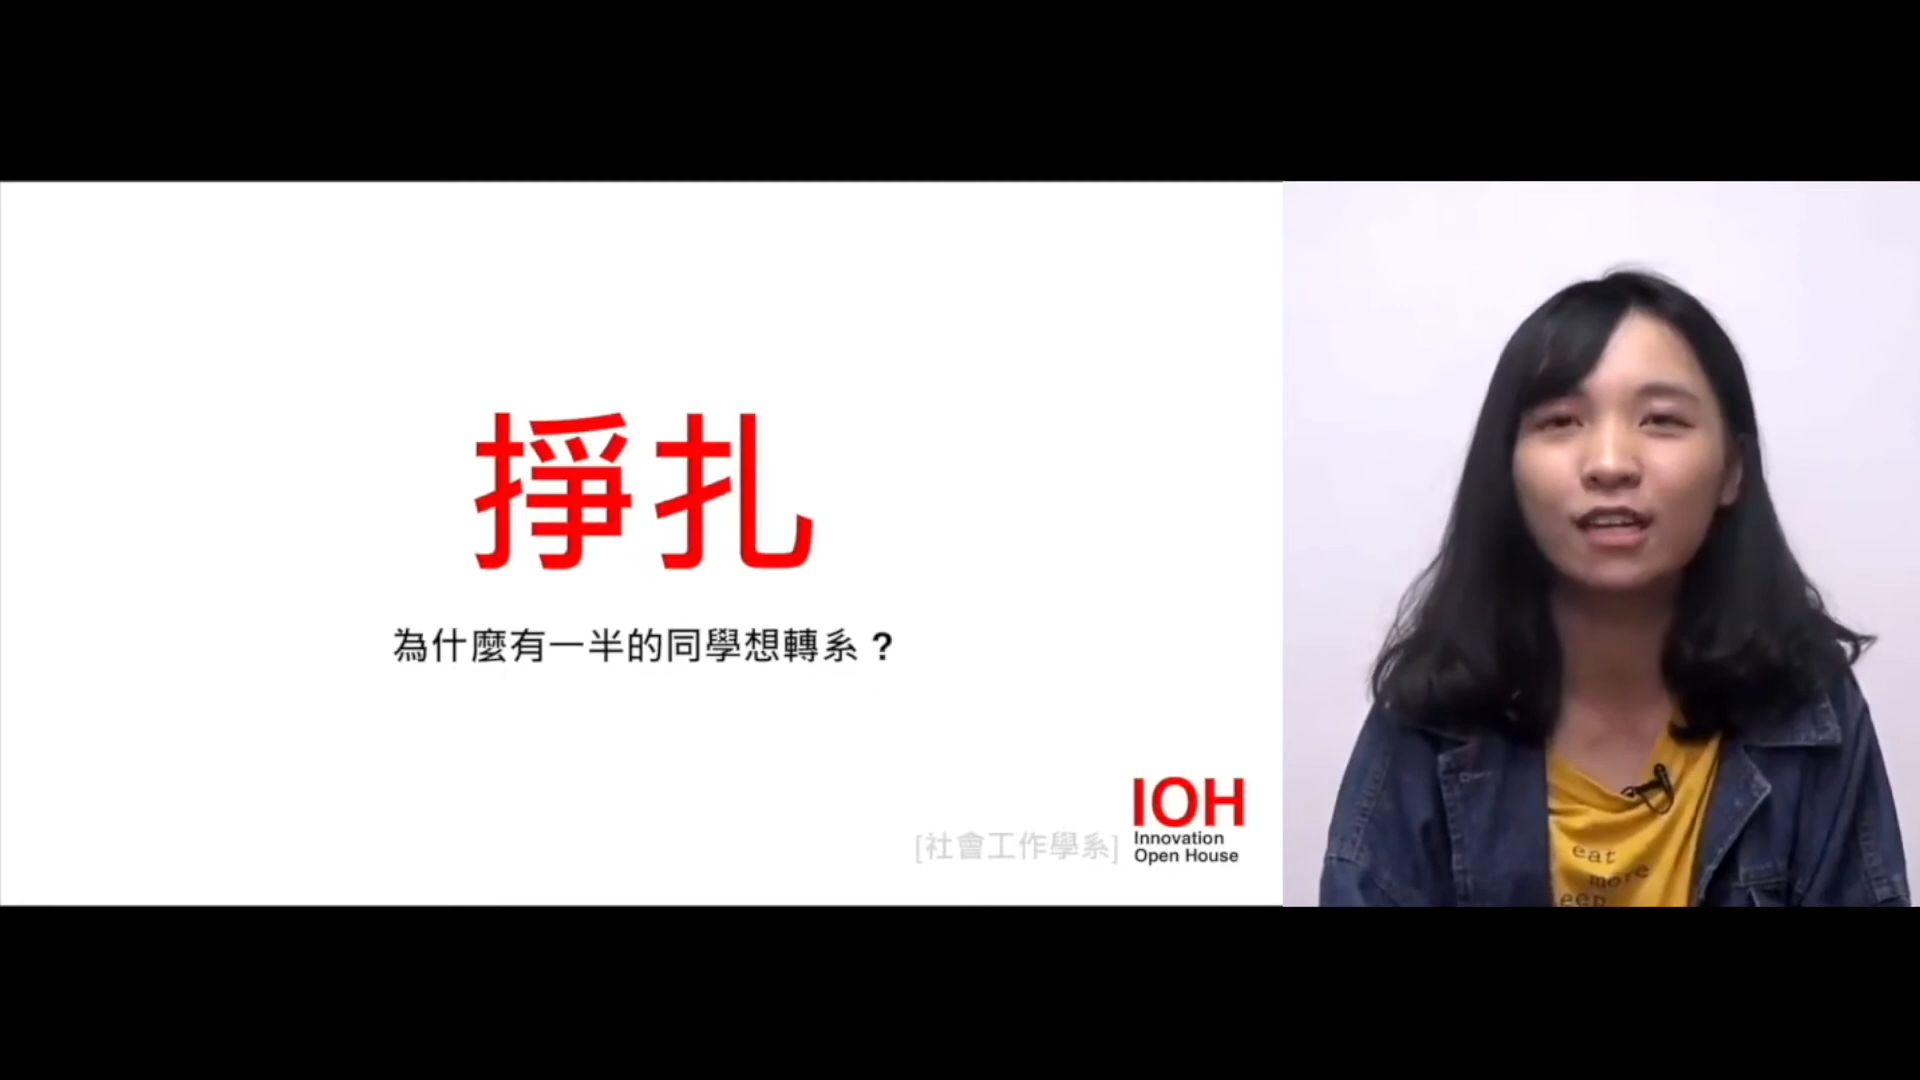 掙扎
為什麼有一半的同學想轉系？
[社會工作學系]
IOH
Innovation
Open House
eat
more